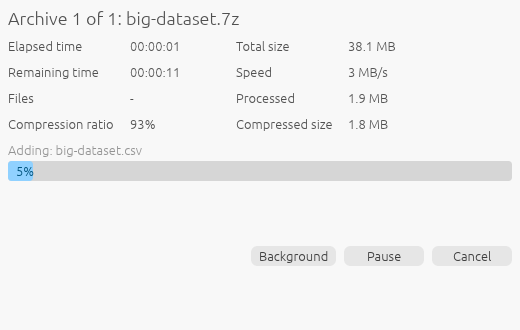 Archive 1 of 1: big-dataset.7z
Elapsed time 00:00:01 Total size 38.1 MB
Remaining time 00:00:11 Speed 3 MB/s
Files - Processed 1.9 MB
Compression ratio 93% Compressed size 1.8 MB
Adding: big-dataset.csv
5%
Background Pause Cancel